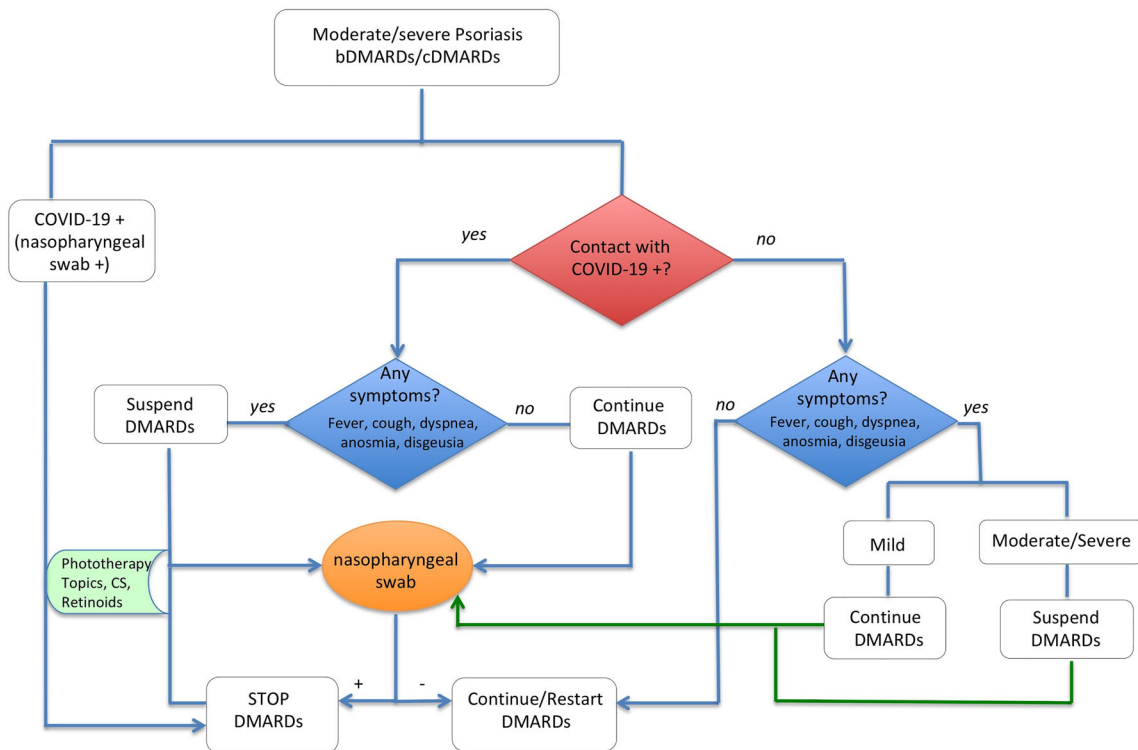 Moderate/severe Psoriasis
bDMARDs/cDMARDs
COVID-19 +
(nasopharyngeal
swab +)
yes
Contact with
COVID-19 +?
no
Suspend
DMARDs
yes
Any
symptoms?
Fever, cough, dyspnea,
anosmia, disgeusia
no
Continue
DMARDs
no
Any
symptoms?
Fever, cough, dyspnea,
anosmia, disgeusia
yes
Mild
Moderate/Severe
Phototherapy
Topics, CS,
Retinoids
nasopharyngeal
swab
Continue
DMARDs
Suspend
DMARDs
+
-
STOP
DMARDs
Continue/Restart
DMARDs